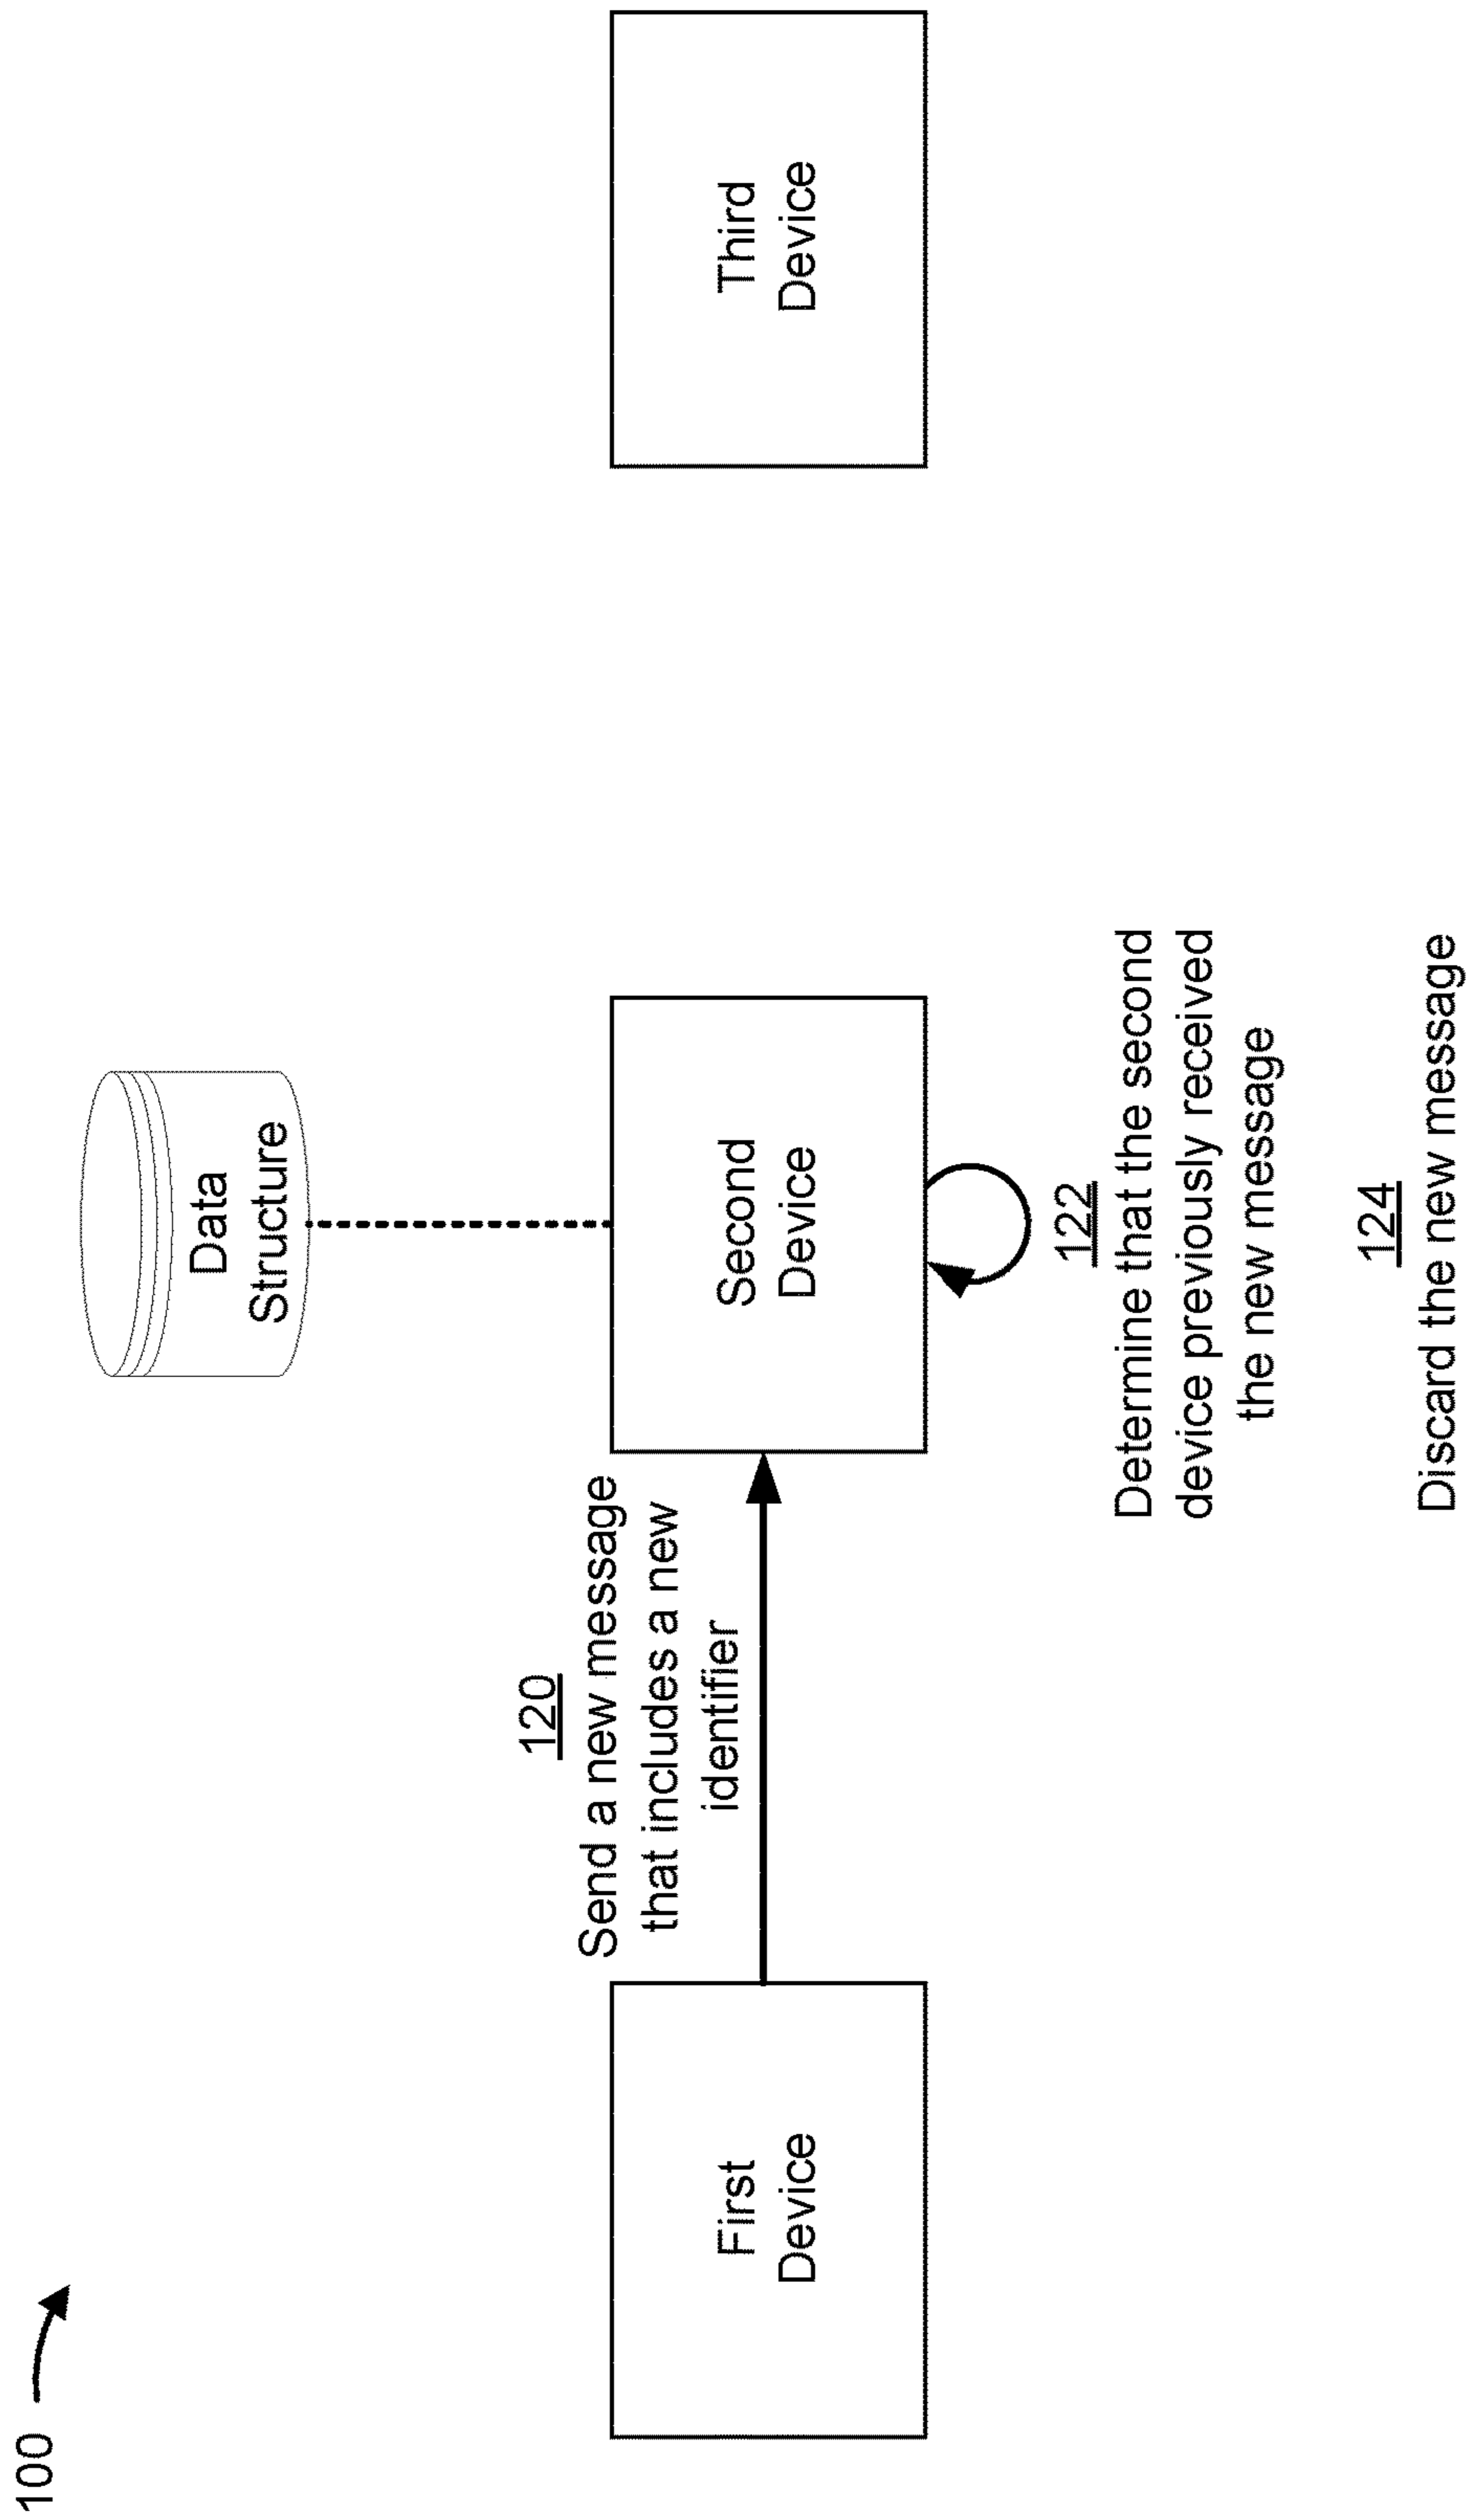 100
Data
Structure
120
Send a new message
that includes a new
identifier
First
Device
Second
Device
Third
Device
122
Determine that the second
device previously received
the new message
124
Discard the new message